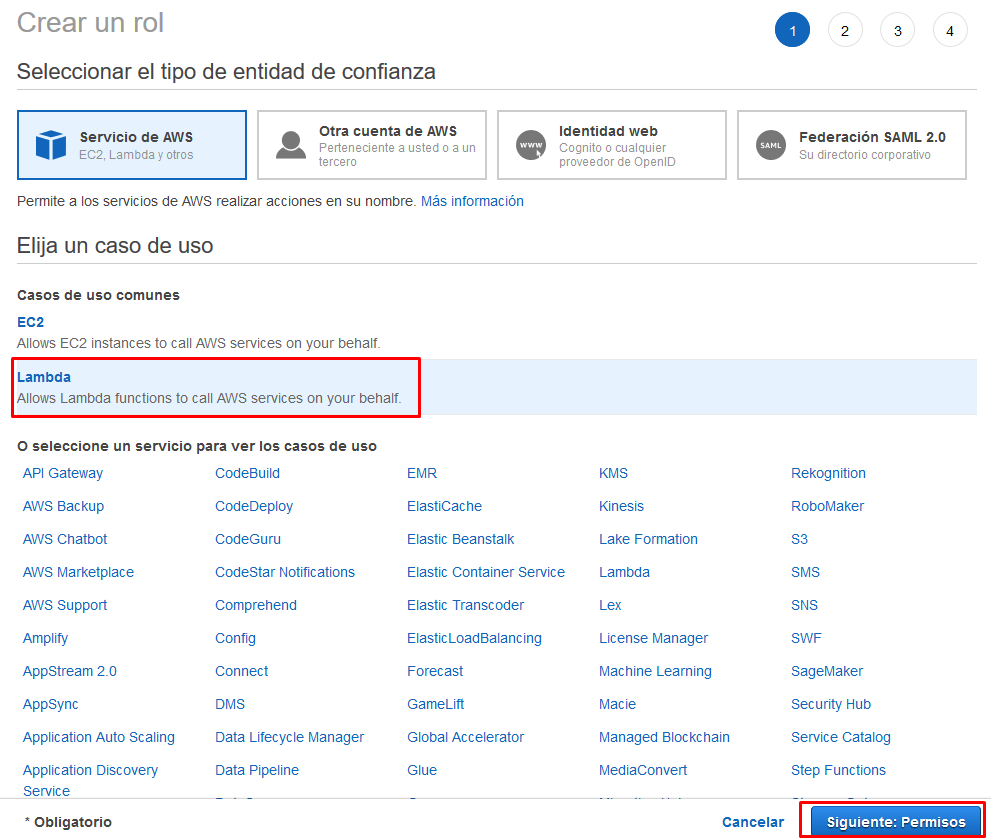 Crear un rol
1 2 3 4
Seleccionar el tipo de entidad de confianza
Servicio de AWS
EC2, Lambda y otros
Otra cuenta de AWS
Perteneciente a usted o a un
tercero
www
Identidad web
Cognito o cualquier
proveedor de OpenID
SAML
Federación SAML 2.0
Su directorio corporativo
Permite a los servicios de AWS realizar acciones en su nombre. Más información
Elija un caso de uso
Casos de uso comunes
EC2
Allows EC2 instances to call AWS services on your behalf.
Lambda
Allows Lambda functions to call AWS services on your behalf.
O seleccione un servicio para ver los casos de uso
API Gateway CodeBuild EMR KMS Rekognition
AWS Backup CodeDeploy ElastiCache Kinesis RoboMaker
AWS Chatbot CodeGuru Elastic Beanstalk Lake Formation S3
AWS Marketplace CodeStar Notifications Elastic Container Service Lambda SMS
AWS Support Comprehend Elastic Transcoder Lex SNS
Amplify Config ElasticLoadBalancing License Manager SWF
AppStream 2.0 Connect Forecast Machine Learning SageMaker
AppSync DMS GameLift Macie Security Hub
Application Auto Scaling Data Lifecycle Manager Global Accelerator Managed Blockchain Service Catalog
Application Discovery Data Pipeline Glue MediaConvert Step Functions
Service
* Obligatorio Cancelar Siguiente: Permisos